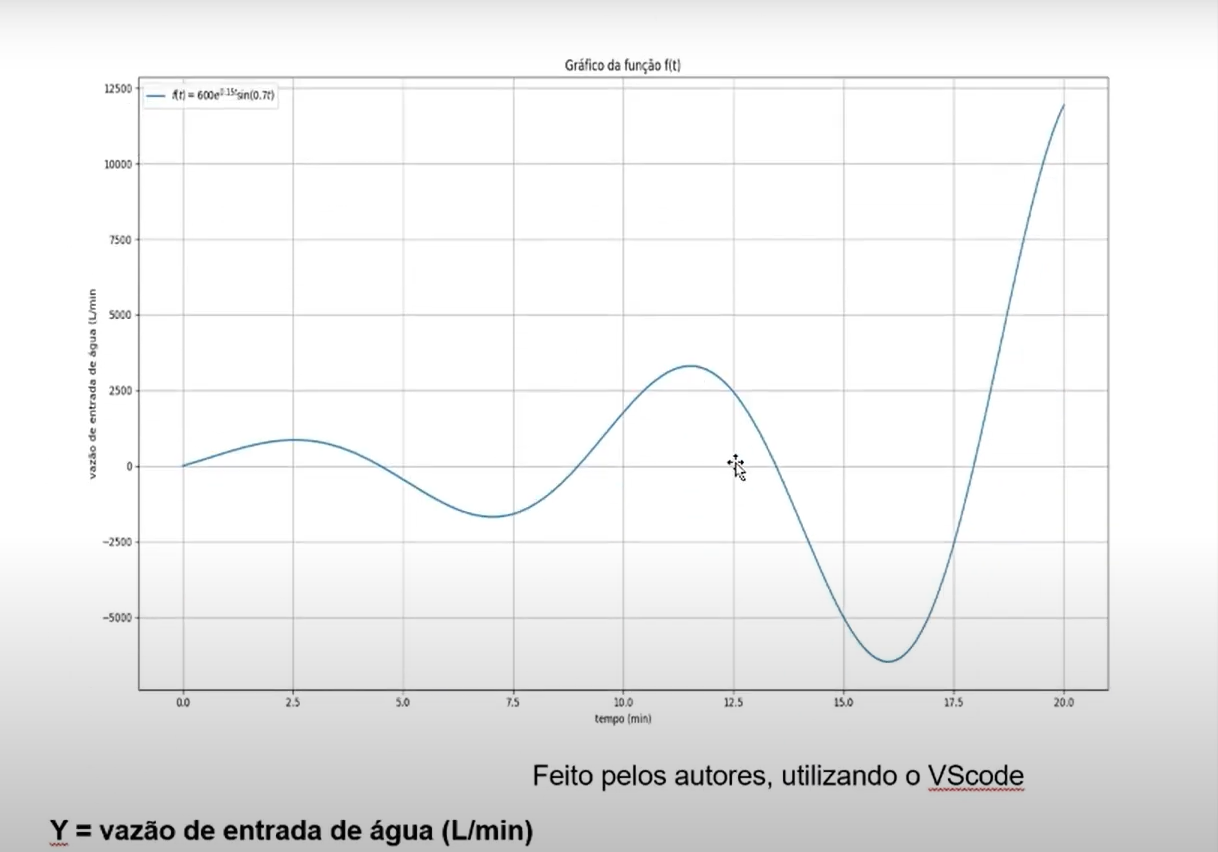 Gráfico da função f(t)
f(t) = 600e^0.15t sin(0.7t)
12500
10000
7500
5000
2500
0
−2500
−5000
vazão de entrada de água (L/min
0.0 2.5 5.0 7.5 10.0 12.5 15.0 17.5 20.0
tempo (min)
Feito pelos autores, utilizando o VScode
Y = vazão de entrada de água (L/min)